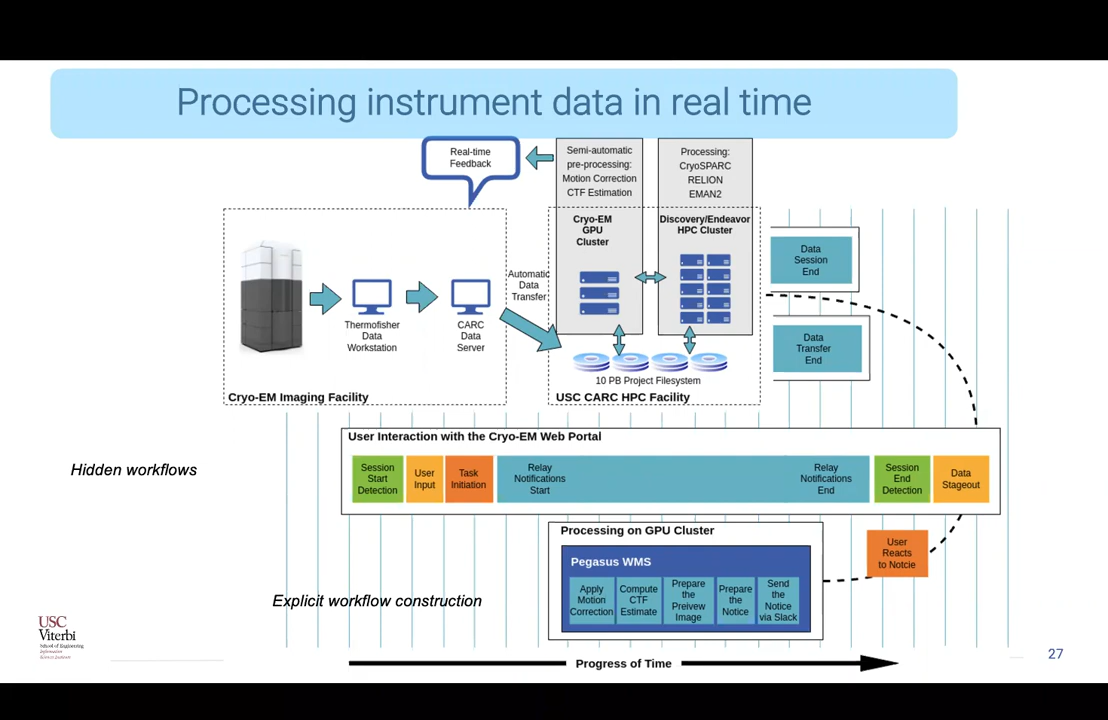 Processing instrument data in real time
Real-time
Feedback
Semi-automatic
pre-processing:
Motion Correction
CTF Estimation
Processing:
CryoSPARC
RELION
EMAN2
Cryo-EM
GPU
Cluster
Discovery/Endeavor
HPC Cluster
Automatic
Data
Transfer
Thermofisher
Data
Workstation
CARC
Data
Server
10 PB Project Filesystem
Cryo-EM Imaging Facility
USC CARC HPC Facility
Data
Session
End
Data
Transfer
End
User Interaction with the Cryo-EM Web Portal
Hidden workflows
Session
Start
Detection
User
Input
Task
Initiation
Relay
Notifications
Start
Relay
Notifications
End
Session
End
Detection
Data
Stageout
Processing on GPU Cluster
User
Reacts
to Notcie
Pegasus WMS
Explicit workflow construction
Apply
Motion
Correction
Compute
CTF
Estimate
Prepare
the
Preivew
Image
Prepare
the
Notice
Send
the
Notice
via Slack
USC
Viterbi
School of Engineering
Progress of Time
27